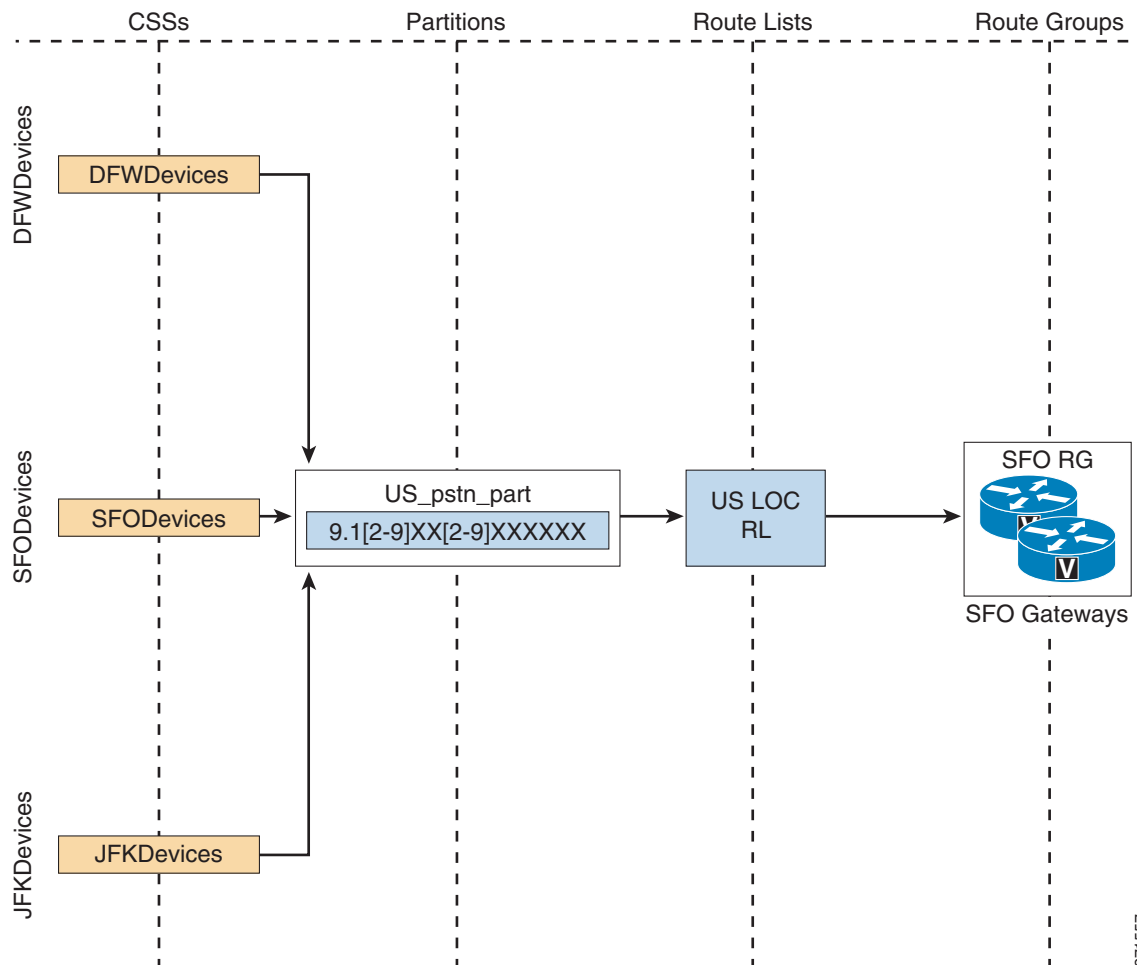 CSSs
Partitions
Route Lists
Route Groups
DFWDevices
DFWDevices
SFODevices
SFODevices
US_pstn_part
9.1[2-9]XX[2-9]XXXXXX
US LOC
RL
SFO RG
V
V
SFO Gateways
JFKDevices
JFKDevices